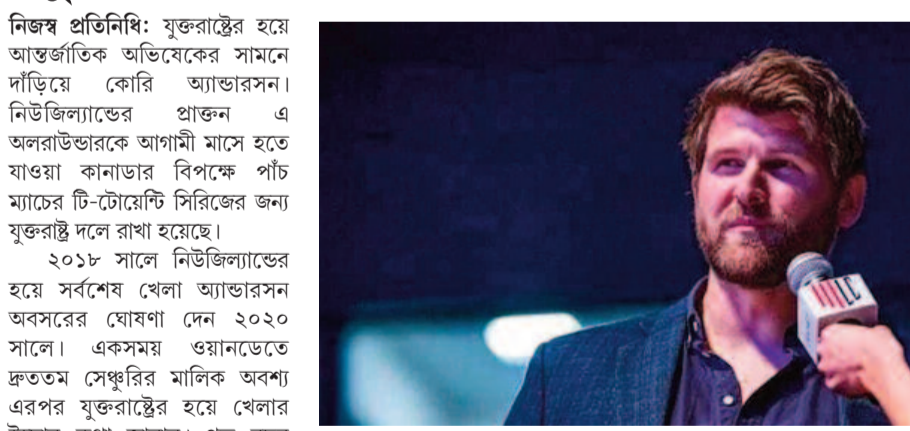 নিজস্ব প্রতিনিধি: যুক্তরাষ্ট্রের হয়ে
আন্তর্জাতিক অভিষেকের সামনে
দাঁড়িয়ে কোরি অ্যান্ডারসন।
নিউজিল্যান্ডের প্রাক্তন এ
অলরাউন্ডারকে আগামী মাসে হতে
যাওয়া কানাডার বিপক্ষে পাঁচ
ম্যাচের টি-টোয়েন্টি সিরিজের জন্য
যুক্তরাষ্ট্র দলে রাখা হয়েছে।
২০১৮ সালে নিউজিল্যান্ডের
হয়ে সর্বশেষ খেলা অ্যান্ডারসন
অবসরের ঘোষণা দেন ২০২০
সালে। একসময় ওয়ানডেতে
দ্রুততম সেঞ্চুরির মালিক অবশ্য
এরপর যুক্তরাষ্ট্রের হয়ে খেলার
MLC